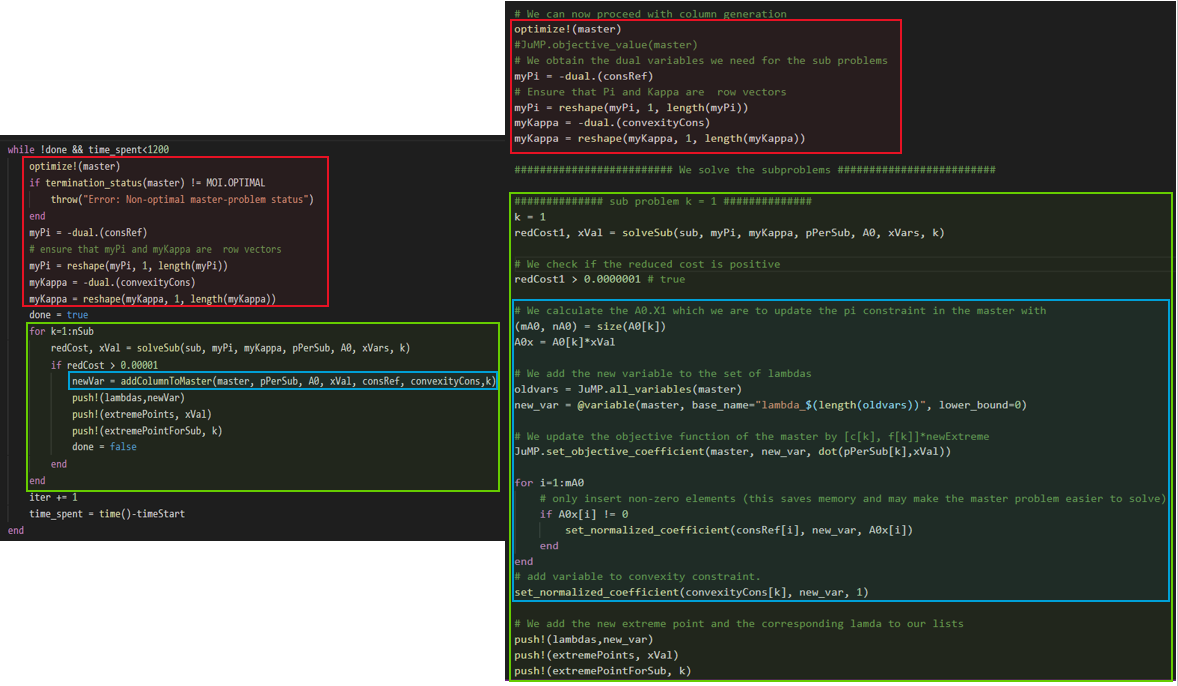 while !done && time_spent<1200
optimize!(master)
if termination_status(master) != MOI.OPTIMAL
throw("Error: Non-optimal master-problem status")
end
myPi = -dual.(consRef)
# ensure that myPi and myKappa are  row vectors
myPi = reshape(myPi, 1, length(myPi))
myKappa = -dual.(convexityCons)
myKappa = reshape(myKappa, 1, length(myKappa))
done = true
for k=1:nSub
redCost, xVal = solveSub(sub, myPi, myKappa, pPerSub, A0, xVars, k)
if redCost > 0.00001
newVar = addColumnToMaster(master, pPerSub, A0, xVal, consRef, convexityCons,k)
push!(lambdas,newVar)
push!(extremePoints, xVal)
push!(extremePointForSub, k)
done = false
end
end
iter += 1
time_spent = time()-timeStart
end
# We can now proceed with column generation
optimize!(master)
#JuMP.objective_value(master)
# We obtain the dual variables we need for the sub problems
myPi = -dual.(consRef)
# Ensure that Pi and Kappa are  row vectors
myPi = reshape(myPi, 1, length(myPi))
myKappa = -dual.(convexityCons)
myKappa = reshape(myKappa, 1, length(myKappa))
######################## We solve the subproblems ########################
############## sub problem k = 1 ##############
k = 1
redCost1, xVal = solveSub(sub, myPi, myKappa, pPerSub, A0, xVars, k)
# We check if the reduced cost is positive
redCost1 > 0.0000001 # true
# We calculate the A0.X1 which we are to update the pi constraint in the master with
(mA0, nA0) = size(A0[k])
A0x = A0[k]*xVal
# We add the new variable to the set of lambdas
oldvars = JuMP.all_variables(master)
new_var = @variable(master, base_name="lambda_$(length(oldvars))", lower_bound=0)
# We update the objective function of the master by [c[k], f[k]]*newExtreme
JuMP.set_objective_coefficient(master, new_var, dot(pPerSub[k],xVal))
for i=1:mA0
# only insert non-zero elements (this saves memory and may make the master problem easier to solve)
if A0x[i] != 0
set_normalized_coefficient(consRef[i], new_var, A0x[i])
end
end
# add variable to convexity constraint.
set_normalized_coefficient(convexityCons[k], new_var, 1)
# We add the new extreme point and the corresponding lamda to our lists
push!(lambdas,new_var)
push!(extremePoints, xVal)
push!(extremePointForSub, k)